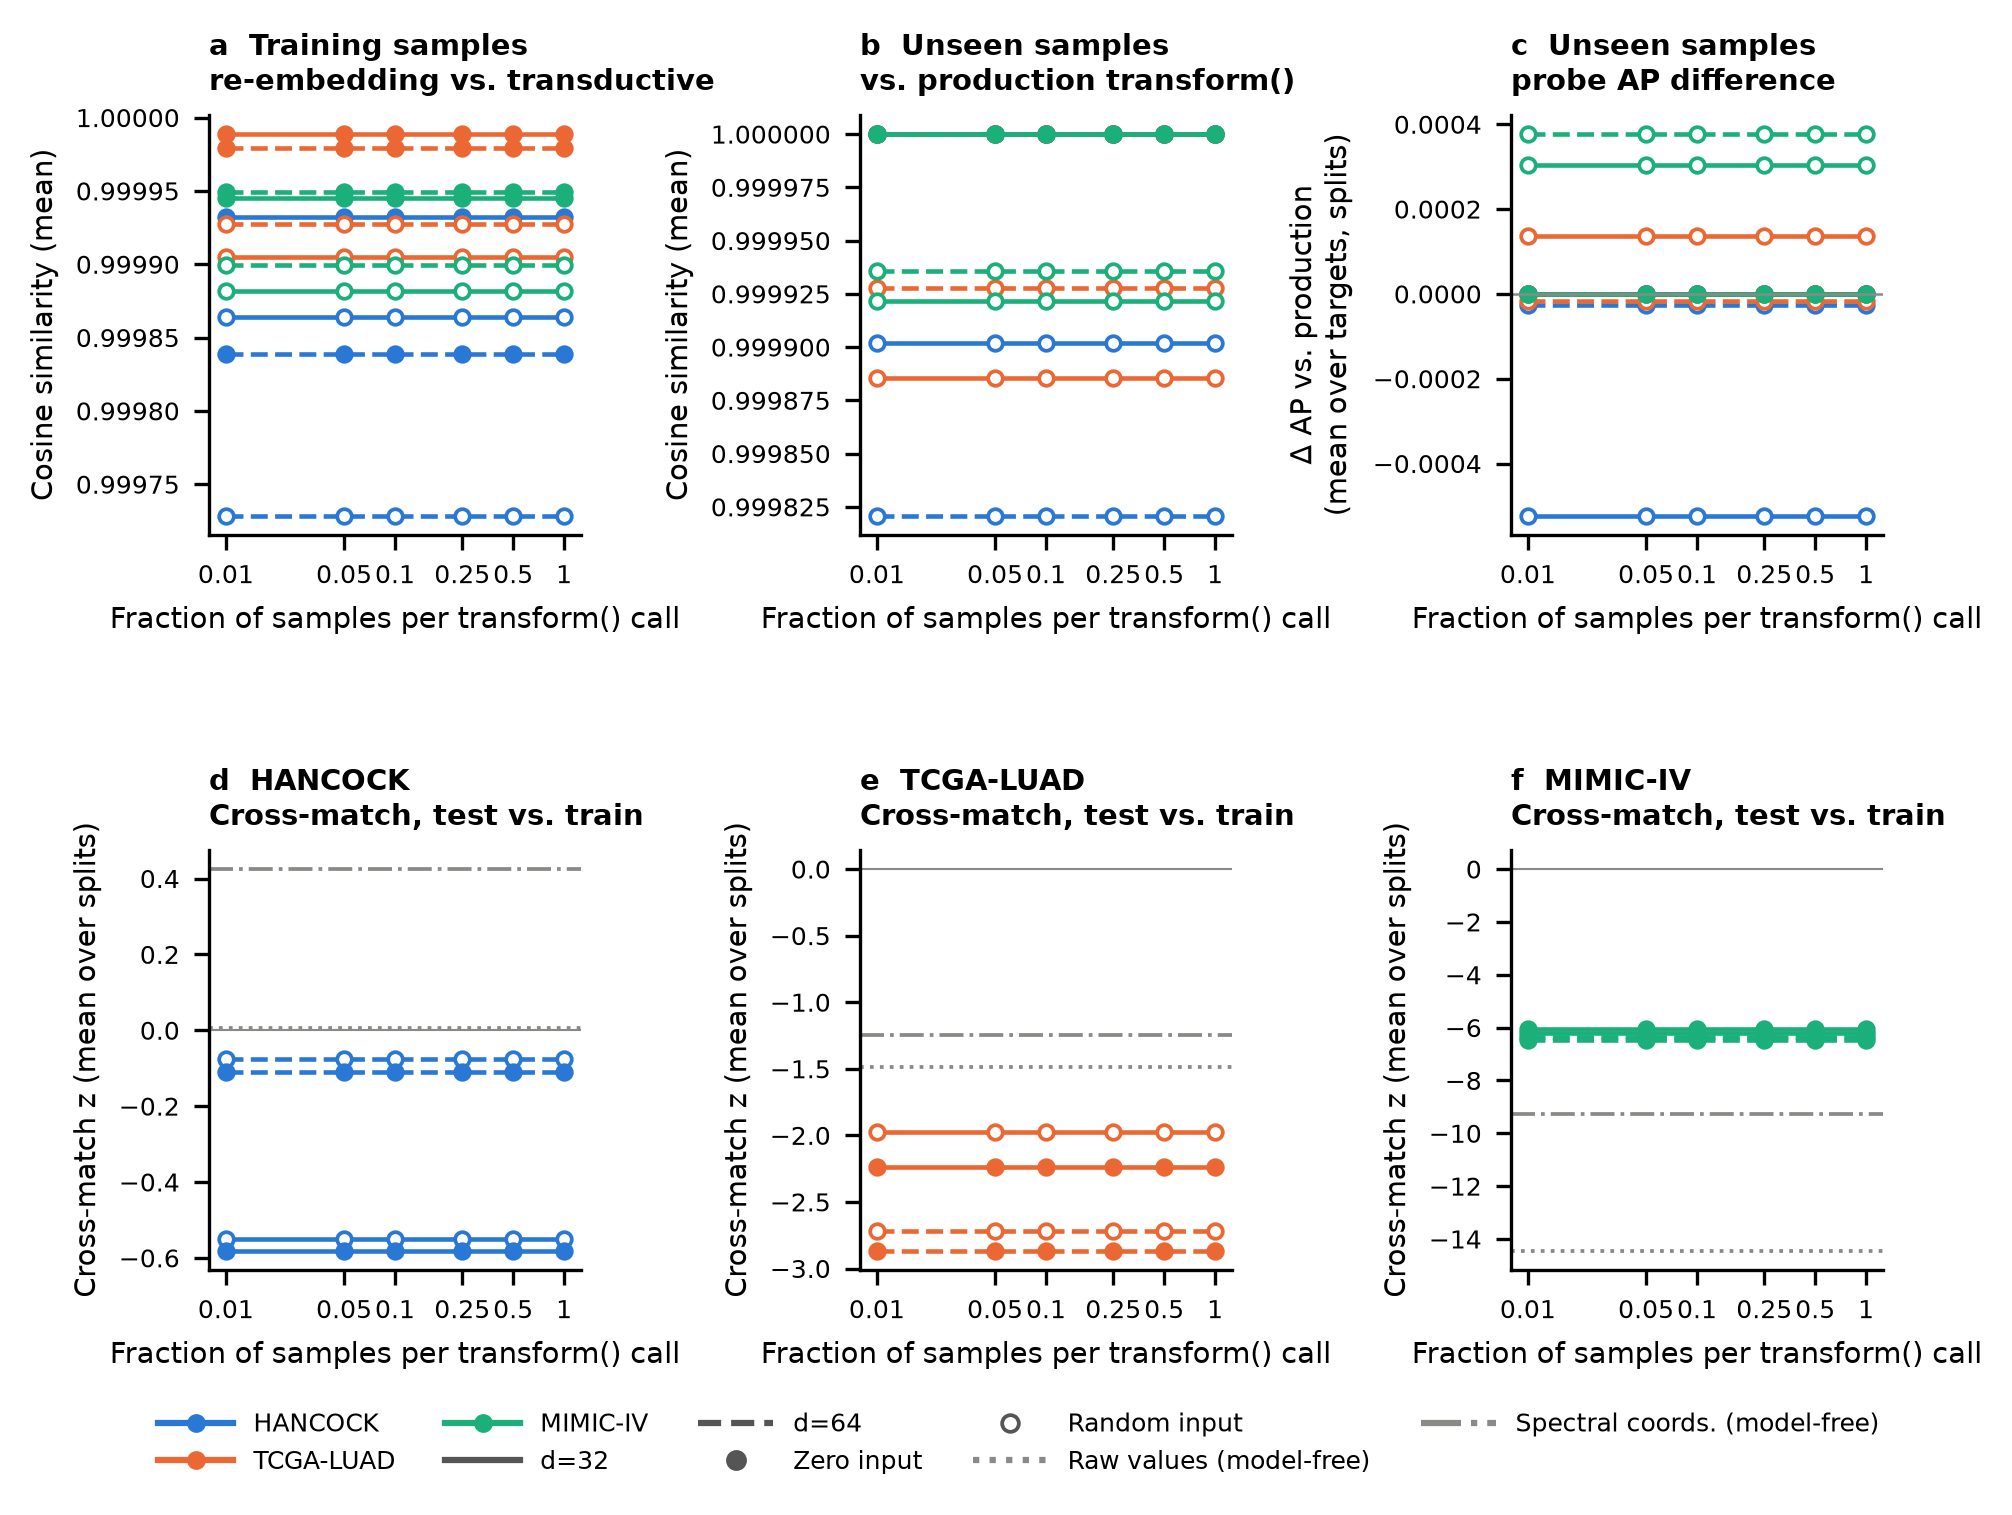 a  Training samples
re-embedding vs. transductive
b  Unseen samples
vs. production transform()
c  Unseen samples
probe AP difference
Cosine similarity (mean)
1.00000
0.99995
0.99990
0.99985
0.99980
0.99975
0.01 0.05 0.1 0.25 0.5 1
Fraction of samples per transform() call
Cosine similarity (mean)
1.000000
0.999975
0.999950
0.999925
0.999900
0.999875
0.999850
0.999825
0.01 0.05 0.1 0.25 0.5 1
Fraction of samples per transform() call
Δ AP vs. production
(mean over targets, splits)
0.0004
0.0002
0.0000
−0.0002
−0.0004
0.01 0.05 0.1 0.25 0.5 1
Fraction of samples per transform() call
d  HANCOCK
Cross-match, test vs. train
Cross-match z (mean over splits)
0.4
0.2
0.0
−0.2
−0.4
−0.6
0.01 0.05 0.1 0.25 0.5 1
Fraction of samples per transform() call
e  TCGA-LUAD
Cross-match, test vs. train
Cross-match z (mean over splits)
0.0
−0.5
−1.0
−1.5
−2.0
−2.5
−3.0
0.01 0.05 0.1 0.25 0.5 1
Fraction of samples per transform() call
f  MIMIC-IV
Cross-match, test vs. train
Cross-match z (mean over splits)
0
−2
−4
−6
−8
−10
−12
−14
0.01 0.05 0.1 0.25 0.5 1
Fraction of samples per transform() call
HANCOCK
TCGA-LUAD
MIMIC-IV
d=32
d=64
Zero input
Random input
Raw values (model-free)
Spectral coords. (model-free)